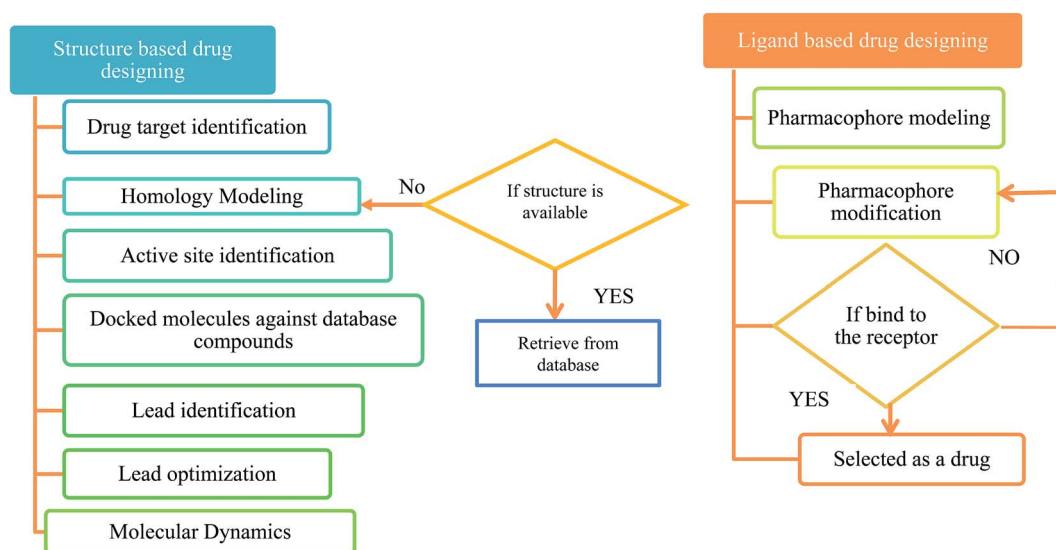 Structure based drug
designing
Drug target identification
Homology Modeling
Active site identification
Docked molecules against database
compounds
Lead identification
Lead optimization
Molecular Dynamics
No
If structure is
available
YES
Retrieve from
database
Ligand based drug designing
Pharmacophore modeling
Pharmacophore
modification
NO
If bind to
the receptor
YES
Selected as a drug